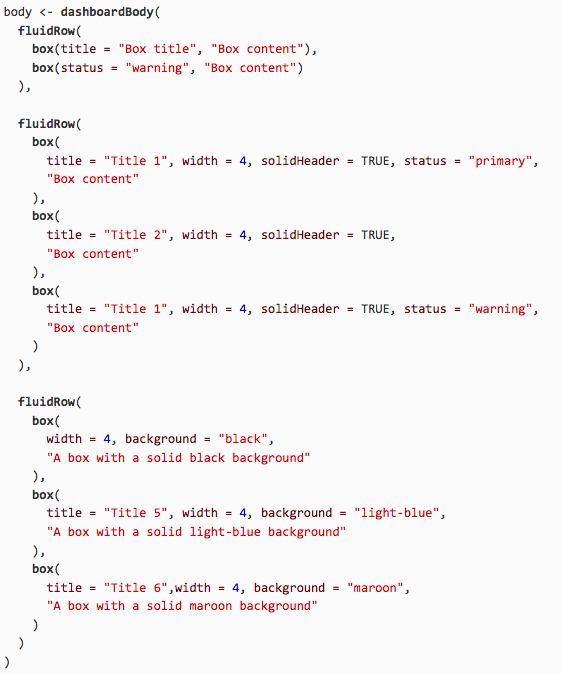 body <- dashboardBody(
  fluidRow(
    box(title = "Box title", "Box content"),
    box(status = "warning", "Box content")
  ),

  fluidRow(
    box(
      title = "Title 1", width = 4, solidHeader = TRUE, status = "primary",
      "Box content"
    ),
    box(
      title = "Title 2", width = 4, solidHeader = TRUE,
      "Box content"
    ),
    box(
      title = "Title 1", width = 4, solidHeader = TRUE, status = "warning",
      "Box content"
    )
  ),

  fluidRow(
    box(
      width = 4, background = "black",
      "A box with a solid black background"
    ),
    box(
      title = "Title 5", width = 4, background = "light-blue",
      "A box with a solid light-blue background"
    ),
    box(
      title = "Title 6",width = 4, background = "maroon",
      "A box with a solid maroon background"
    )
  )
)